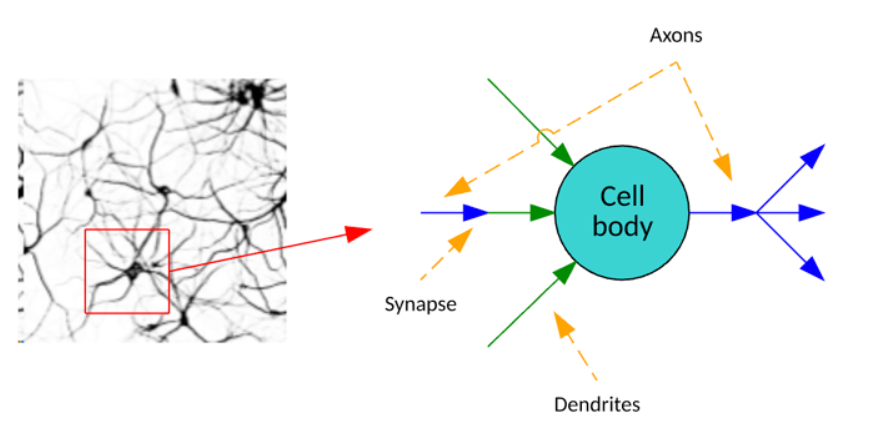 Axons
Cell
body
Synapse
Dendrites